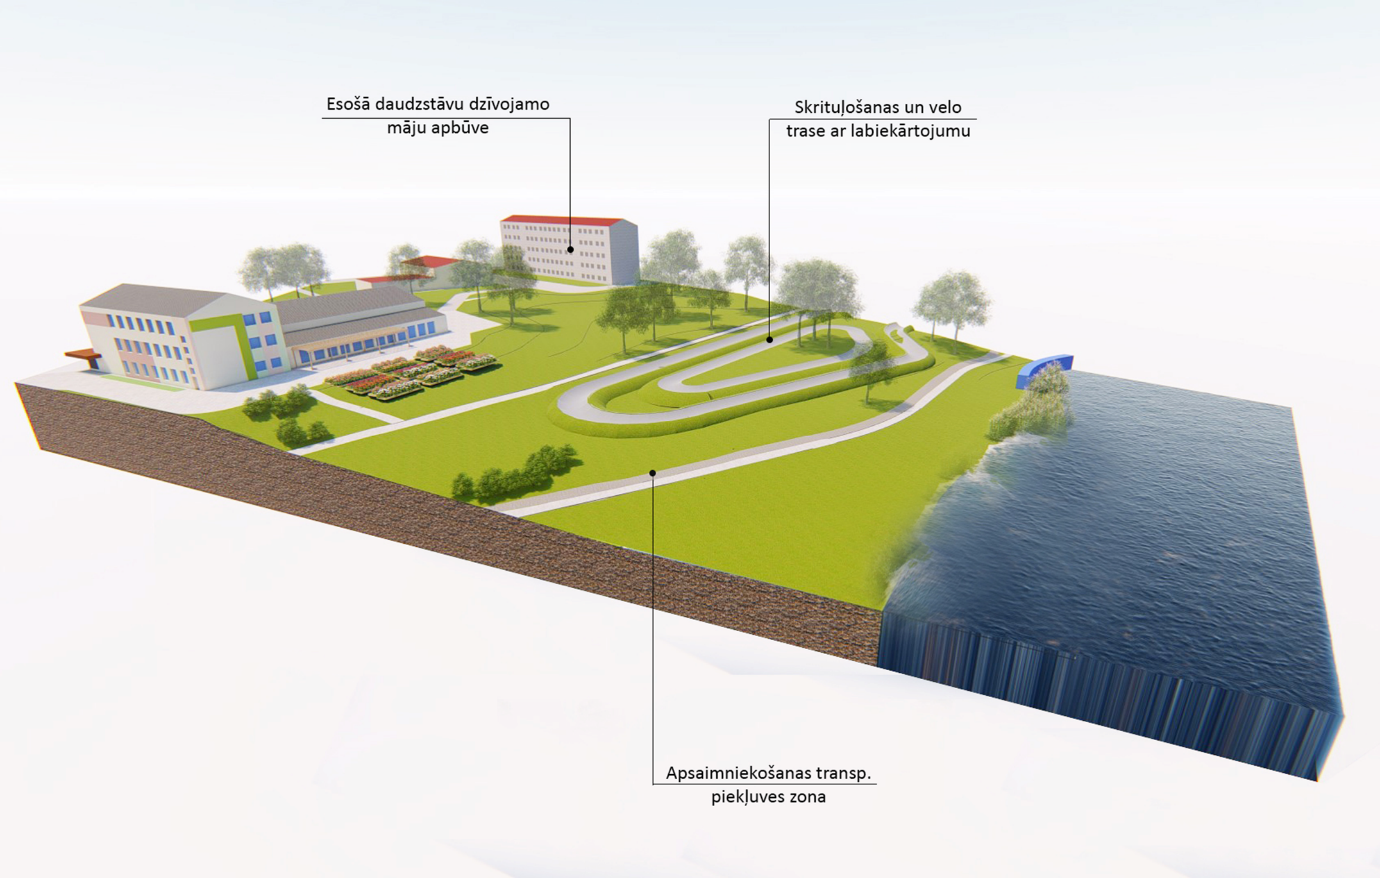 Esošā daudzstāvu dzīvojamo
māju apbūve
Skrituļošanas un velo
trase ar labiekārtojumu
Apsaimniekošanas transp.
piekļuves zona